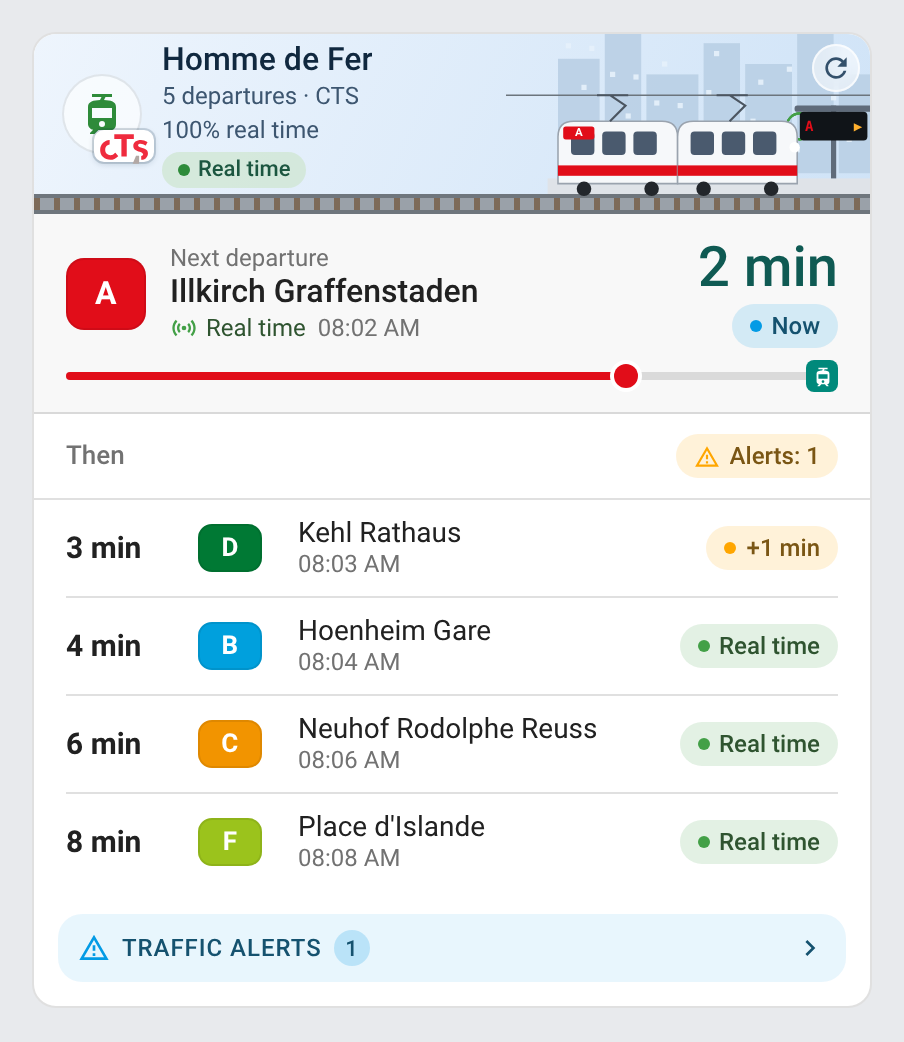 Homme de Fer
5 departures · CTS
100% real time
CTS
Real time
A
A
A
Next departure
Illkirch Graffenstaden
Real time 08:02 AM
2 min
Now
Then
Alerts: 1
3 min
D
Kehl Rathaus
08:03 AM
+1 min
4 min
B
Hoenheim Gare
08:04 AM
Real time
6 min
C
Neuhof Rodolphe Reuss
08:06 AM
Real time
8 min
F
Place d'Islande
08:08 AM
Real time
TRAFFIC ALERTS 1